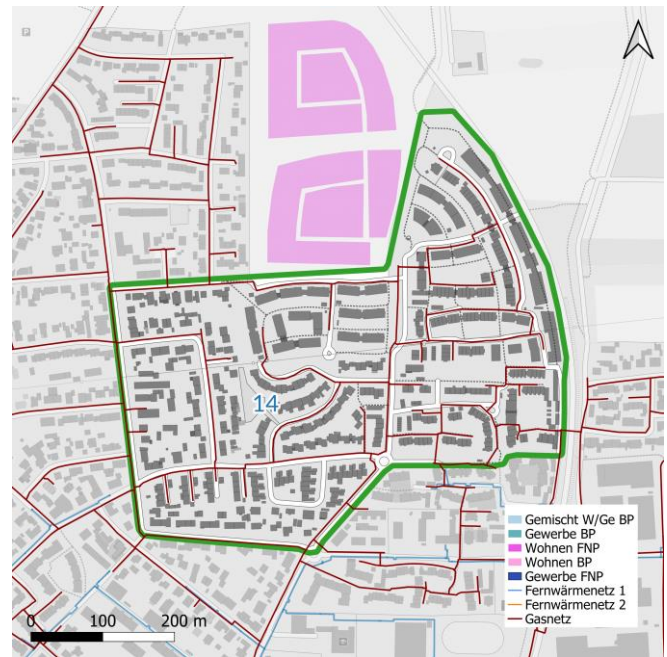 P
14
Gemischt W/Ge BP
Gewerbe BP
Wohnen FNP
Wohnen BP
Gewerbe FNP
Fernwärmenetz 1
Fernwärmenetz 2
Gasnetz
0 100 200 m